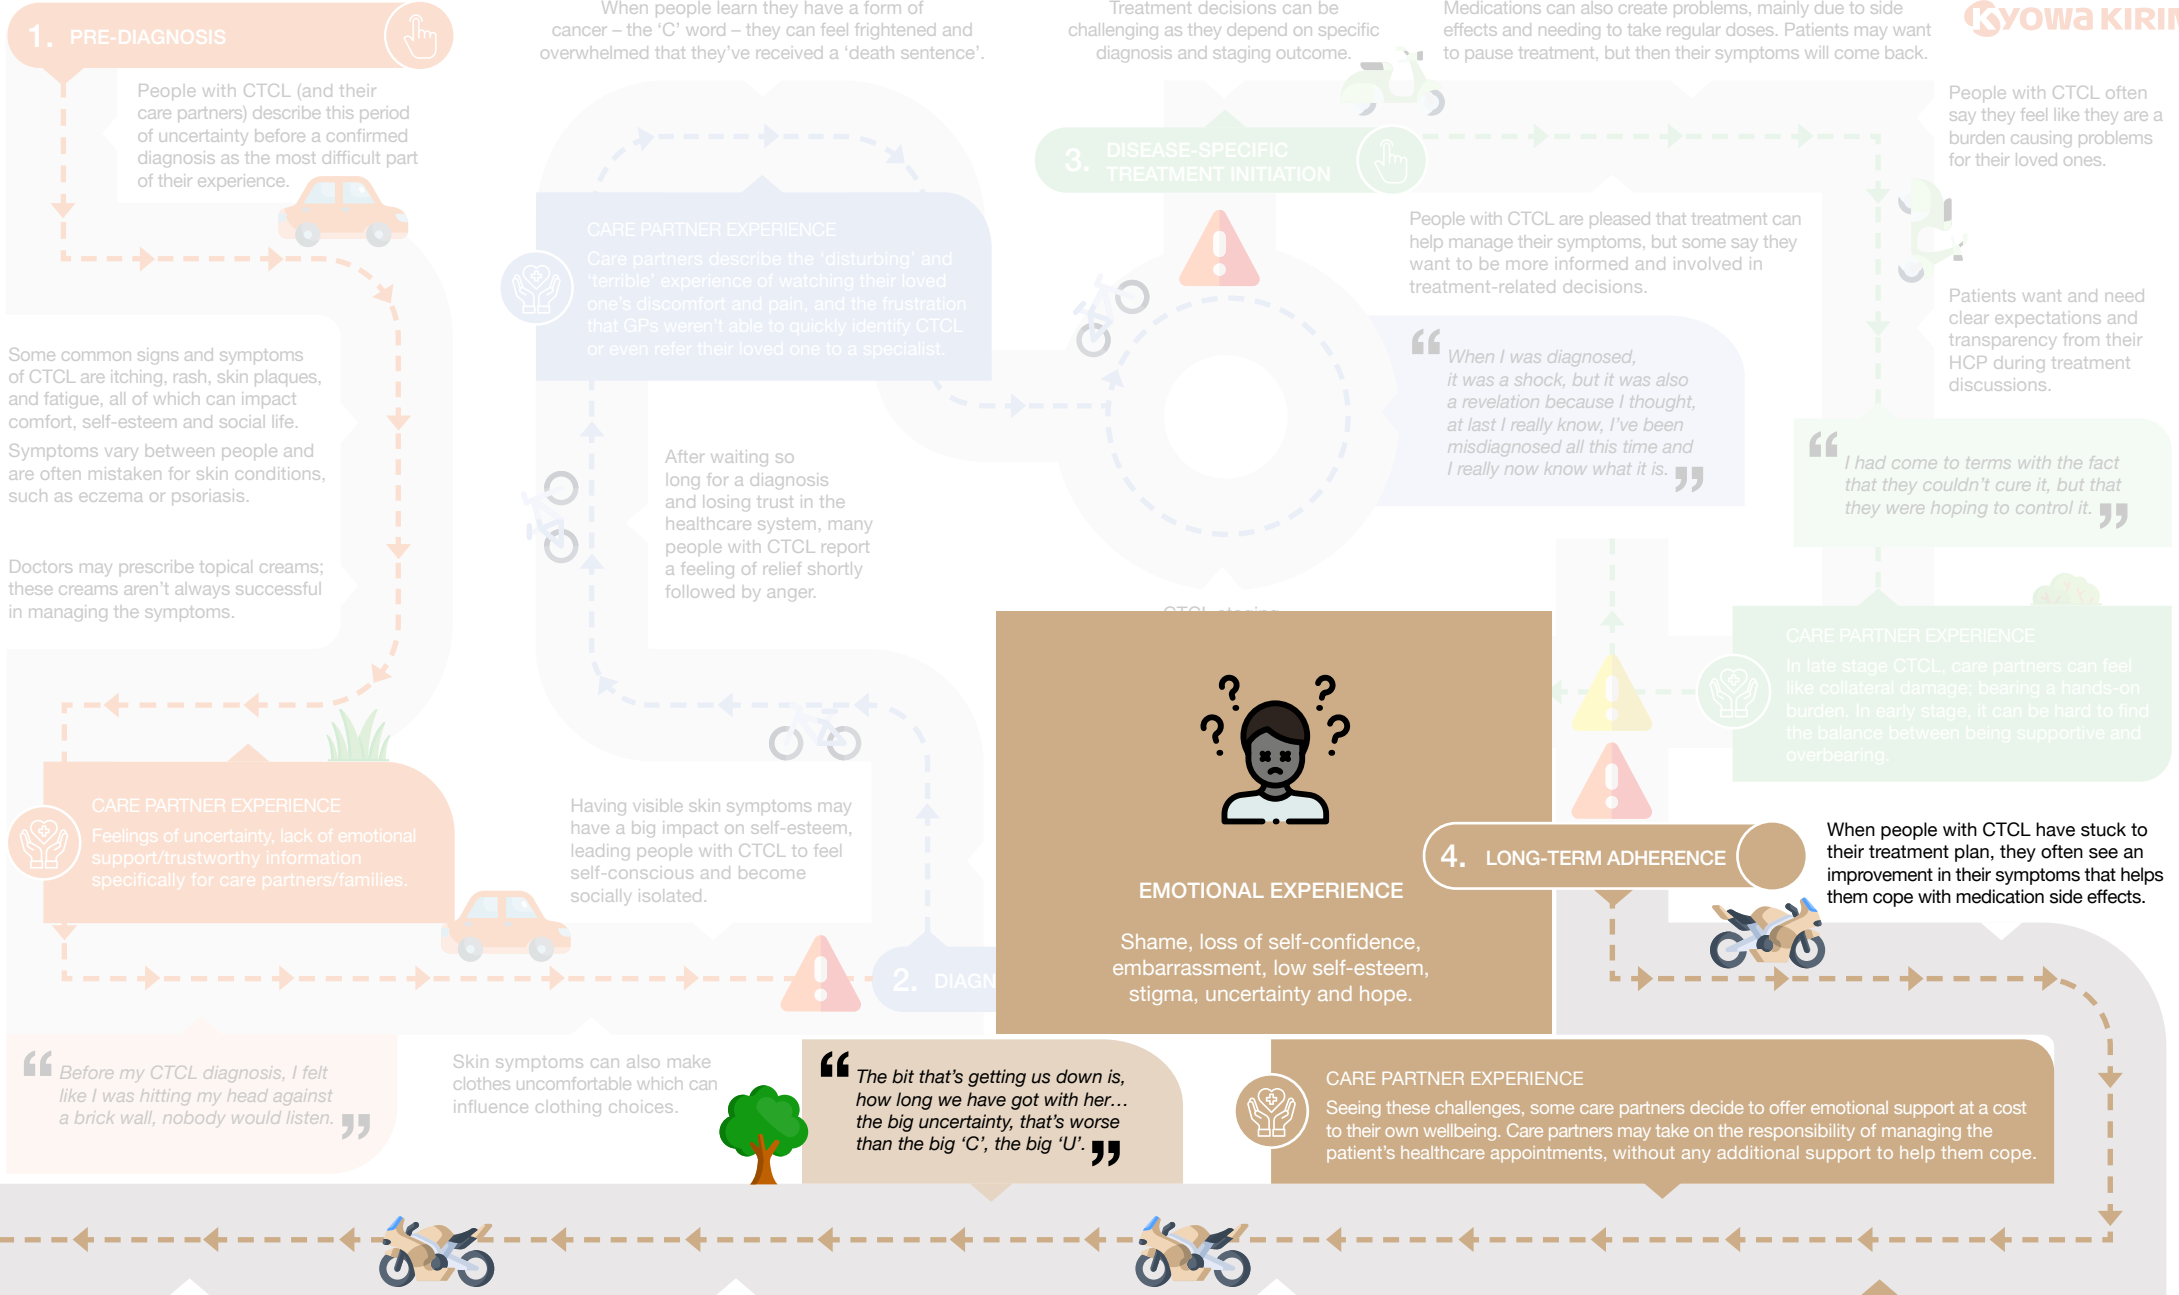 1. PRE-DIAGNOSIS
People with CTCL (and their
care partners) describe this period
of uncertainty before a confirmed
diagnosis as the most difficult part
of their experience.
Some common signs and symptoms
of CTCL are itching, rash, skin plaques,
and fatigue, all of which can impact
comfort, self-esteem and social life.
Symptoms vary between people and
are often mistaken for skin conditions,
such as eczema or psoriasis.
Doctors may prescribe topical creams;
these creams aren't always successful
in managing the symptoms.
CARE PARTNER EXPERIENCE
Feelings of uncertainty, lack of emotional
support/trustworthy information
specifically for care partners/families.
“ Before my CTCL diagnosis, I felt
like I was hitting my head against
a brick wall, nobody would listen. ”
Skin symptoms can also make
clothes uncomfortable which can
influence clothing choices.
2. DIAGN
Having visible skin symptoms may
have a big impact on self-esteem,
leading people with CTCL to feel
self-conscious and become
socially isolated.
After waiting so
long for a diagnosis
and losing trust in the
healthcare system, many
people with CTCL report
a feeling of relief shortly
followed by anger.
CARE PARTNER EXPERIENCE
Care partners describe the ‘disturbing’ and
‘terrible’ experience of watching their loved
one's discomfort and pain, and the frustration
that GPs weren't able to quickly identify CTCL
or even refer their loved one to a specialist.
When people learn they have a form of
cancer – the ‘C’ word – they can feel frightened and
overwhelmed that they've received a ‘death sentence’.
CTCL staging
“ When I was diagnosed,
it was a shock, but it was also
a revelation because I thought,
at last I really know, I've been
misdiagnosed all this time and
I really now know what it is. ”
3. DISEASE-SPECIFIC
TREATMENT INITIATION
Treatment decisions can be
challenging as they depend on specific
diagnosis and staging outcome.
Medications can also create problems, mainly due to side
effects and needing to take regular doses. Patients may want
to pause treatment, but then their symptoms will come back.
KYOWA KIRIN
People with CTCL are pleased that treatment can
help manage their symptoms, but some say they
want to be more informed and involved in
treatment-related decisions.
People with CTCL often
say they feel like they are a
burden causing problems
for their loved ones.
Patients want and need
clear expectations and
transparency from their
HCP during treatment
discussions.
“ I had come to terms with the fact
that they couldn't cure it, but that
they were hoping to control it. ”
CARE PARTNER EXPERIENCE
In late stage CTCL, care partners can feel
like collateral damage; bearing a hands-on
burden. In early stage, it can be hard to find
the balance between being supportive and
overbearing.
EMOTIONAL EXPERIENCE
Shame, loss of self-confidence,
embarrassment, low self-esteem,
stigma, uncertainty and hope.
4. LONG-TERM ADHERENCE
When people with CTCL have stuck to
their treatment plan, they often see an
improvement in their symptoms that helps
them cope with medication side effects.
CARE PARTNER EXPERIENCE
Seeing these challenges, some care partners decide to offer emotional support at a cost
to their own wellbeing. Care partners may take on the responsibility of managing the
patient's healthcare appointments, without any additional support to help them cope.
“ The bit that's getting us down is,
how long we have got with her…
the big uncertainty, that's worse
than the big ‘C’, the big ‘U’. ”